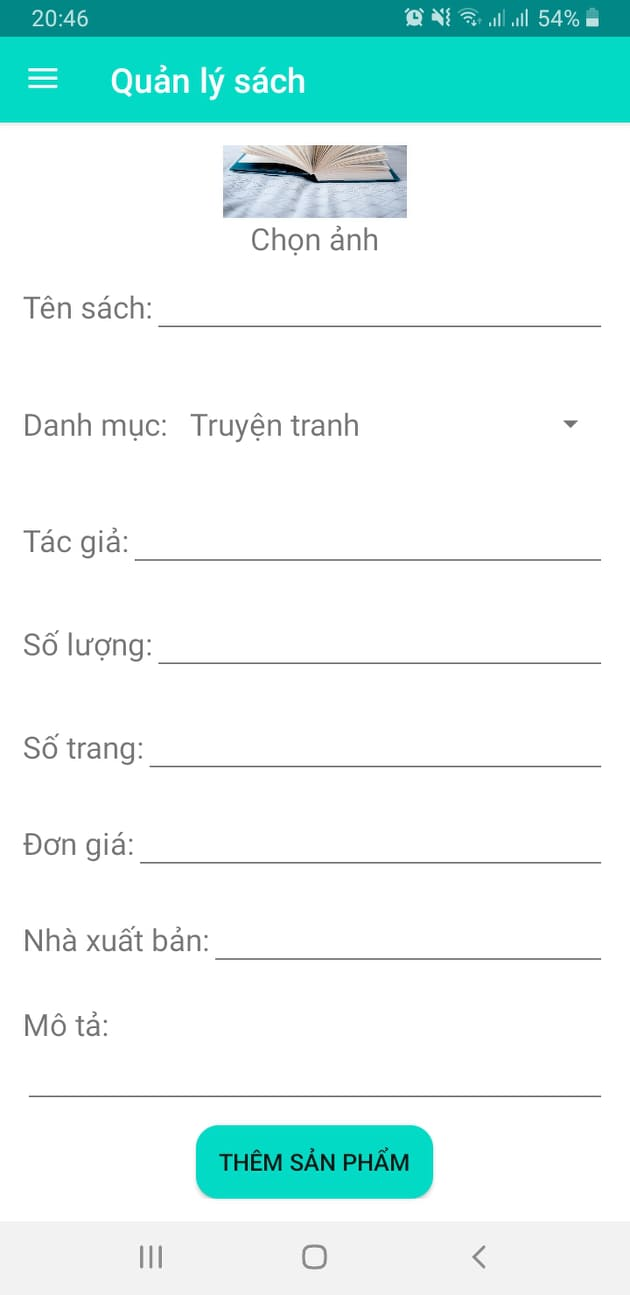 20:46 54%
Quản lý sách
Chọn ảnh
Tên sách:
Danh mục: Truyện tranh
Tác giả:
Số lượng:
Số trang:
Đơn giá:
Nhà xuất bản:
Mô tả:
THÊM SẢN PHẨM